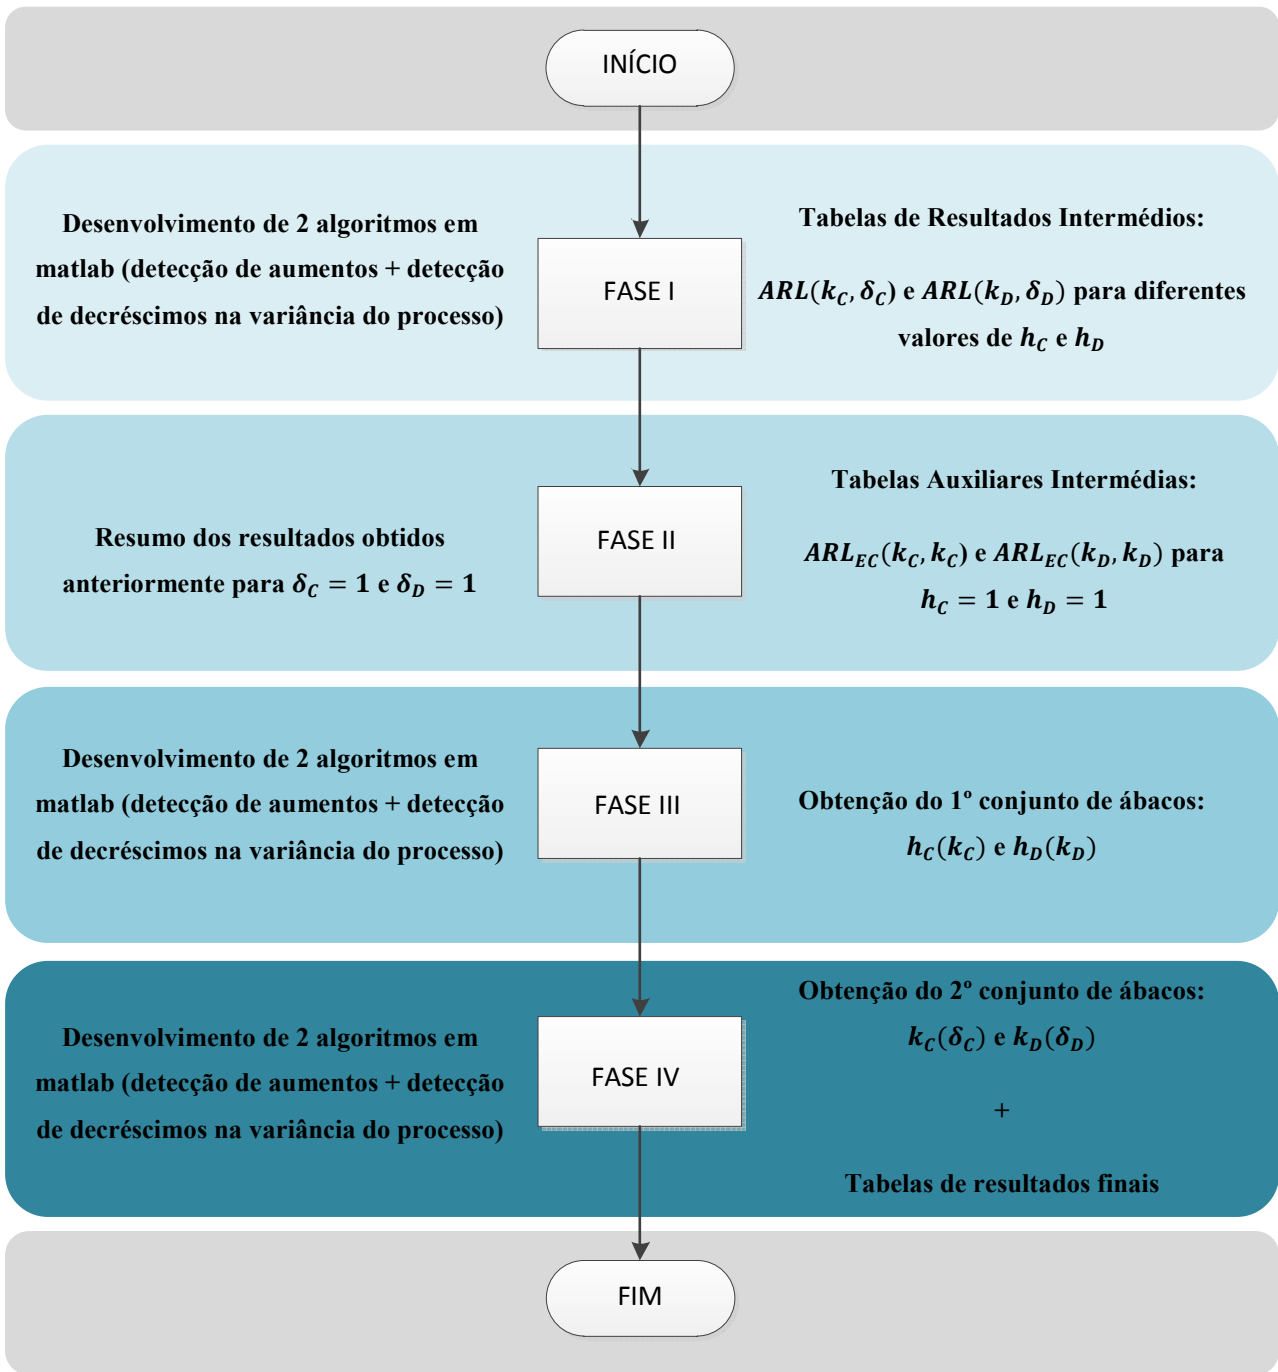 INÍCIO
Desenvolvimento de 2 algoritmos em
matlab (detecção de aumentos + detecção
de decréscimos na variância do processo)
FASE I
Tabelas de Resultados Intermédios:
ARL(k_C, δ_C) e ARL(k_D, δ_D) para diferentes
valores de h_C e h_D
Resumo dos resultados obtidos
anteriormente para δ_C = 1 e δ_D = 1
FASE II
Tabelas Auxiliares Intermédias:
ARL_EC(k_C, k_C) e ARL_EC(k_D, k_D) para
h_C = 1 e h_D = 1
Desenvolvimento de 2 algoritmos em
matlab (detecção de aumentos + detecção
de decréscimos na variância do processo)
FASE III
Obtenção do 1º conjunto de ábacos:
h_C(k_C) e h_D(k_D)
Desenvolvimento de 2 algoritmos em
matlab (detecção de aumentos + detecção
de decréscimos na variância do processo)
FASE IV
Obtenção do 2º conjunto de ábacos:
k_C(δ_C) e k_D(δ_D)
+
Tabelas de resultados finais
FIM